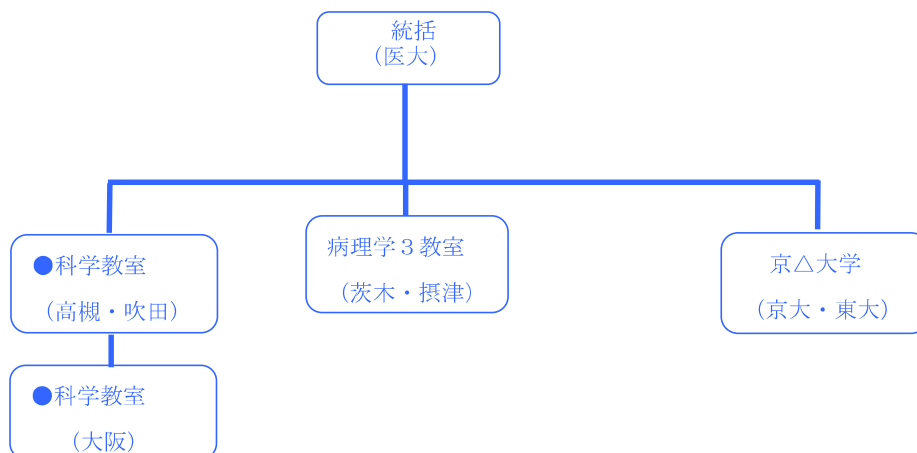 統括
（医大）
●科学教室
（高槻・吹田）
病理学３教室
（茨木・摂津）
京△大学
（京大・東大）
●科学教室
（大阪）